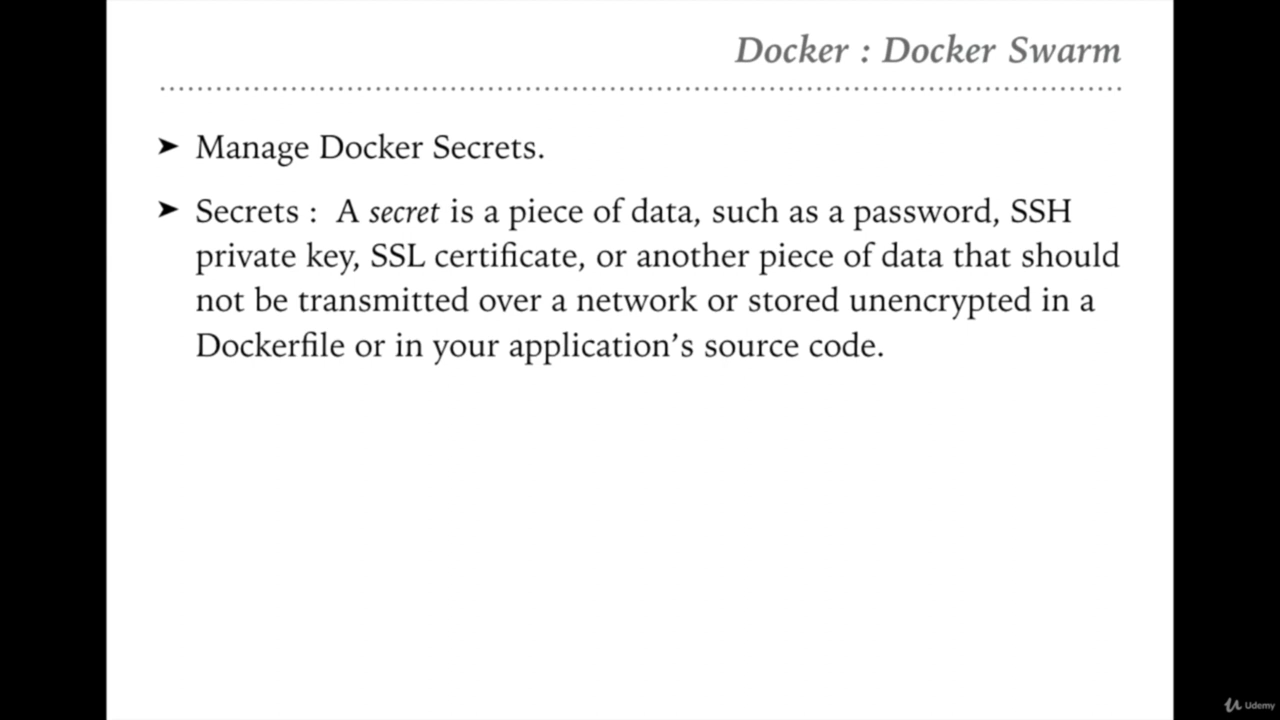 Docker : Docker Swarm
➤ Manage Docker Secrets.
➤ Secrets : A secret is a piece of data, such as a password, SSH
private key, SSL certificate, or another piece of data that should
not be transmitted over a network or stored unencrypted in a
Dockerfile or in your application’s source code.
Udemy